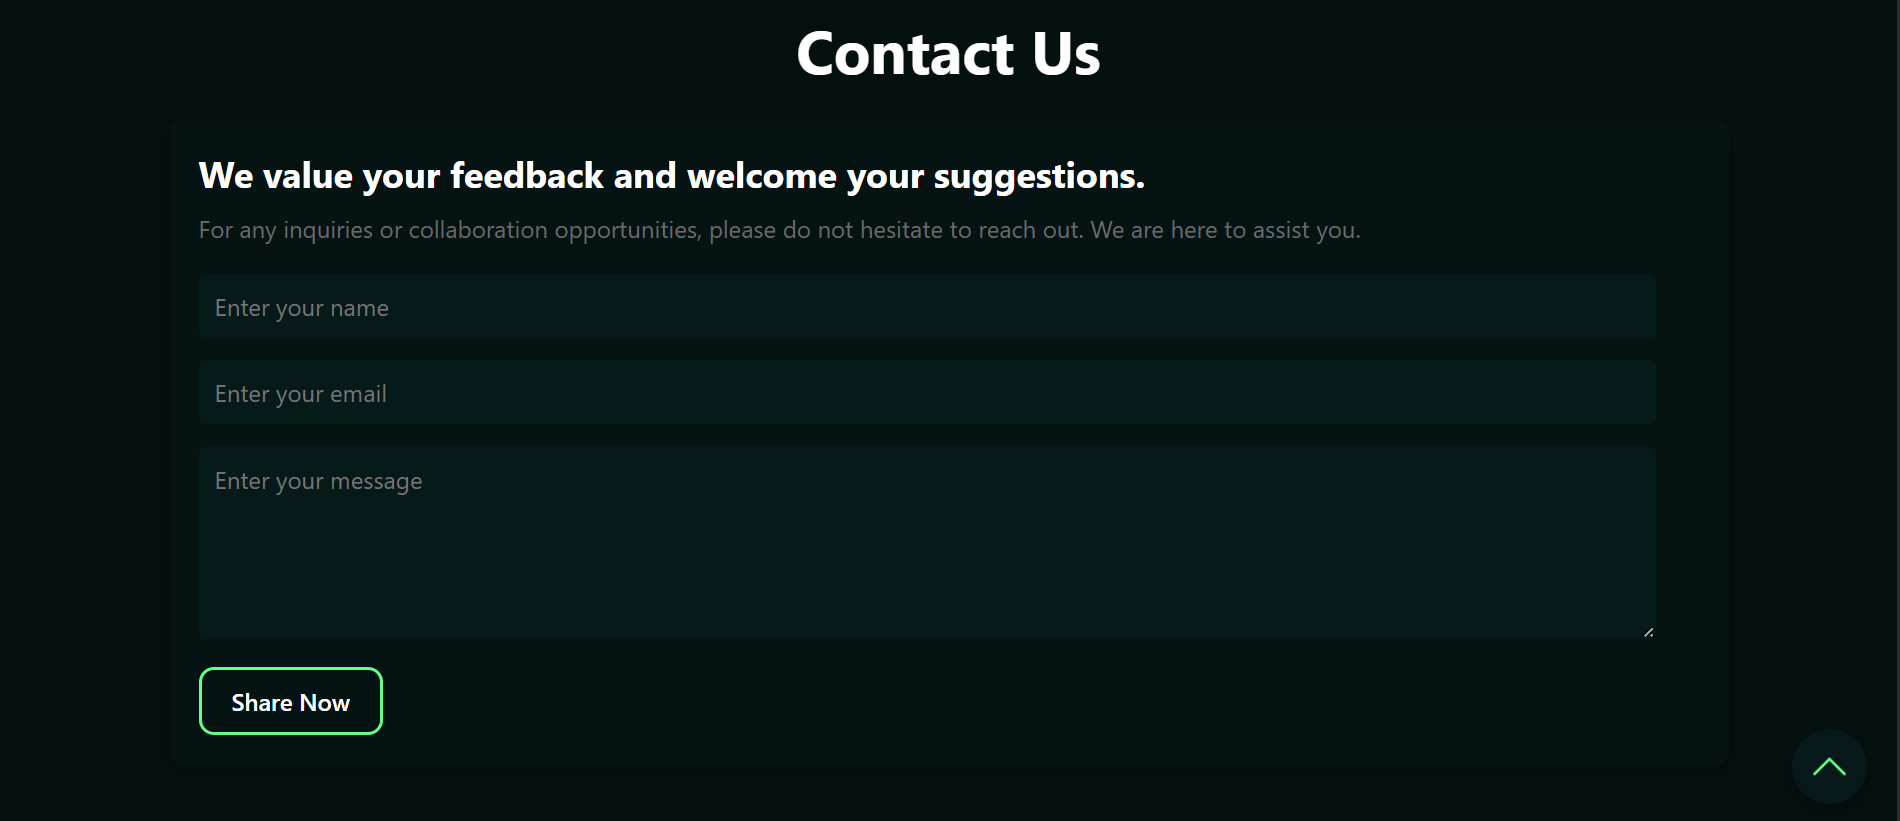 Contact Us
We value your feedback and welcome your suggestions.
For any inquiries or collaboration opportunities, please do not hesitate to reach out. We are here to assist you.
Enter your name
Enter your email
Enter your message
Share Now